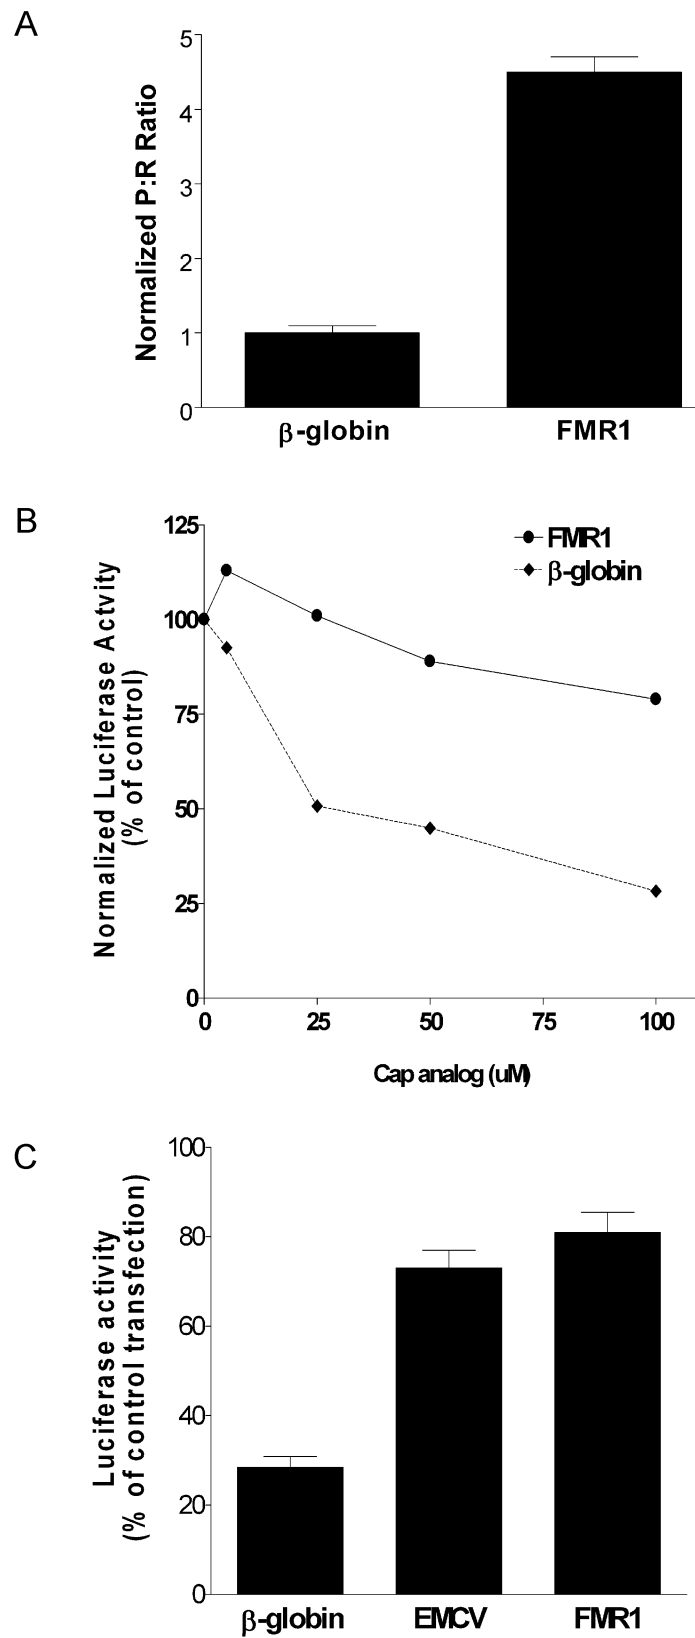 A
Normalized P:R Ratio
5
4
3
2
1
0
β-globin
FMR1
B
Normalized Luciferase Actvity
(% of control)
125
100
75
50
25
0
FMR1
β-globin
0
25
50
75
100
Cap analog (uM)
C
Luciferase activity
(% of control transfection)
100
80
60
40
20
0
β-globin
EMCV
FMR1